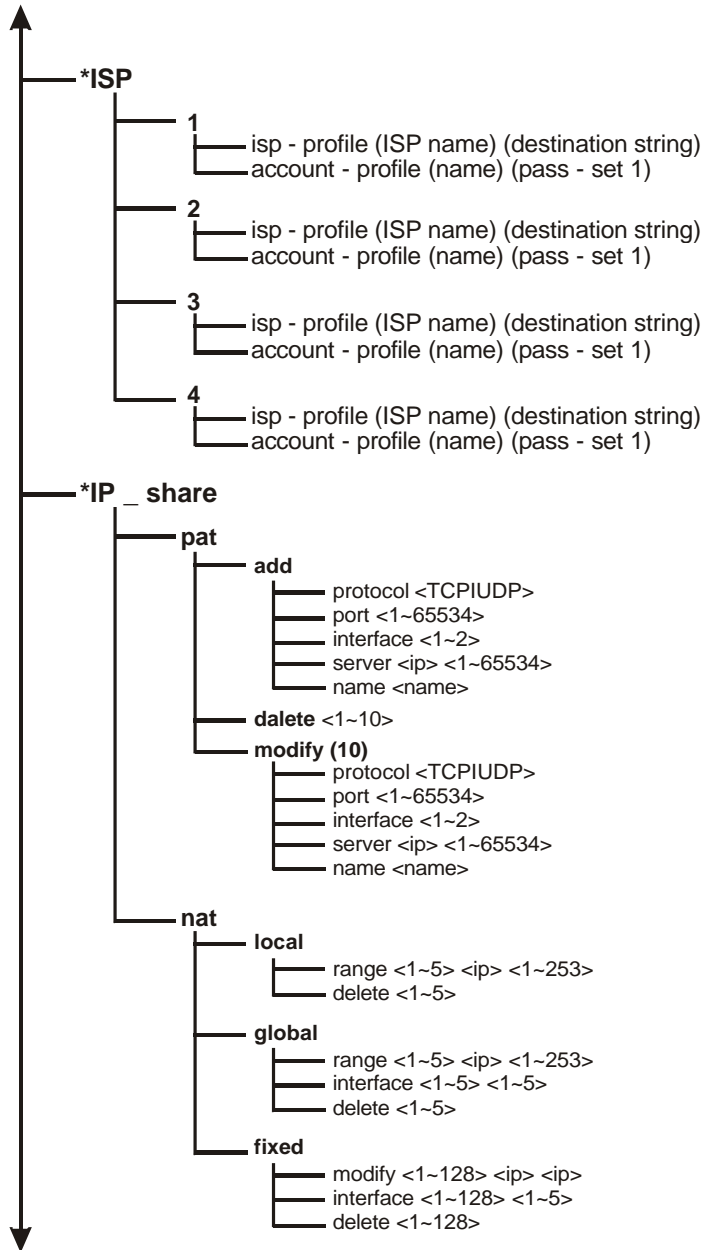 *ISP
1
isp - profile (ISP name) (destination string)
account - profile (name) (pass - set 1)
2
isp - profile (ISP name) (destination string)
account - profile (name) (pass - set 1)
3
isp - profile (ISP name) (destination string)
account - profile (name) (pass - set 1)
4
isp - profile (ISP name) (destination string)
account - profile (name) (pass - set 1)
*IP _ share
pat
add
protocol <TCPIUDP>
port <1~65534>
interface <1~2>
server <ip> <1~65534>
name <name>
dalete <1~10>
modify (10)
protocol <TCPIUDP>
port <1~65534>
interface <1~2>
server <ip> <1~65534>
name <name>
nat
local
range <1~5> <ip> <1~253>
delete <1~5>
global
range <1~5> <ip> <1~253>
interface <1~5> <1~5>
delete <1~5>
fixed
modify <1~128> <ip> <ip>
interface <1~128> <1~5>
delete <1~128>